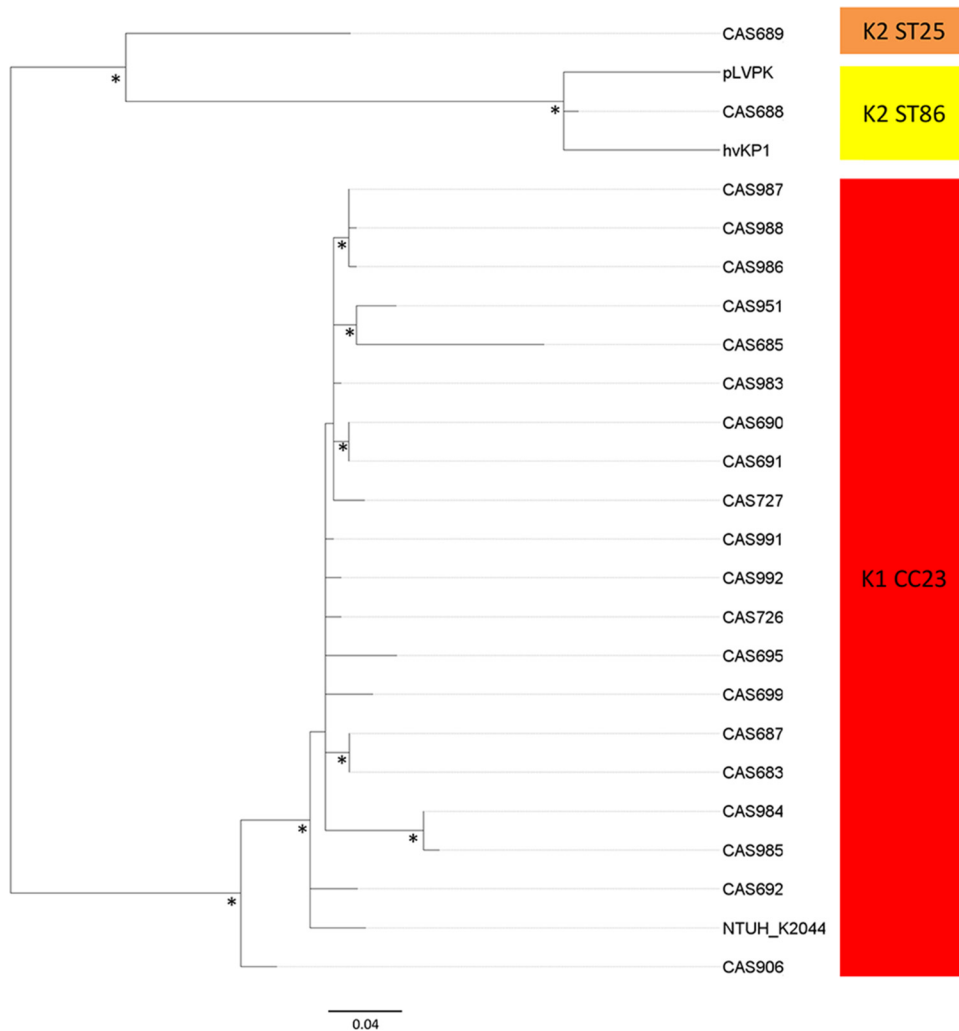 CAS689
K2 ST25
*
pLVPK
CAS688
*
K2 ST86
hvKP1
CAS987
CAS988
*
CAS986
CAS951
*
CAS685
CAS983
CAS690
*
CAS691
CAS727
CAS991
CAS992
K1 CC23
CAS726
CAS695
CAS699
CAS687
*
CAS683
CAS984
*
CAS985
*
CAS692
*
NTUH_K2044
CAS906
0.04